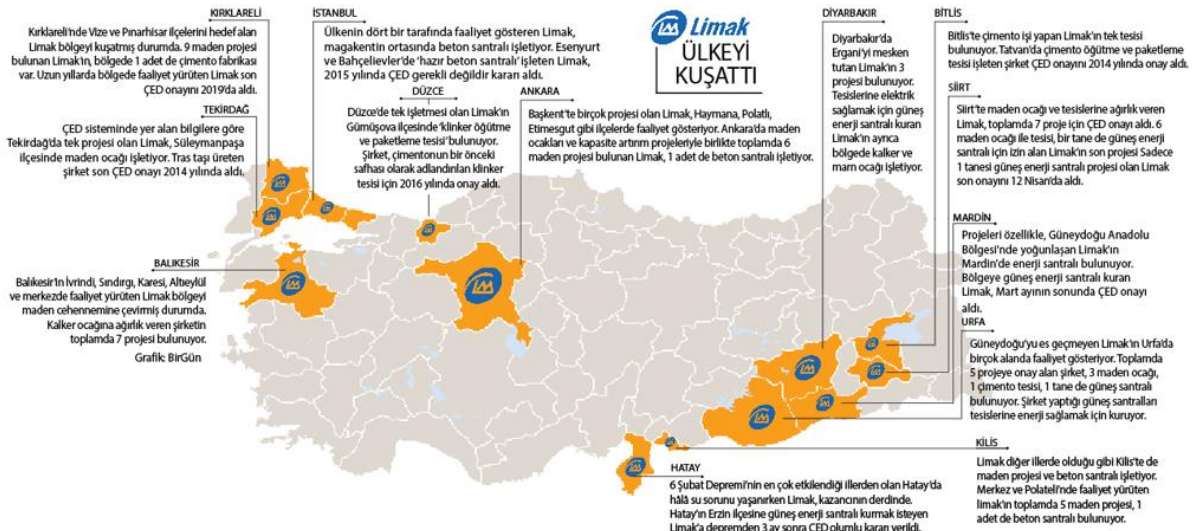 KIRKLARELİ
Kırklareli'nde Vize ve Pınarhisar ilçelerini hedef alan
Limak bölgeyi kuşatmış durumda. 9 maden projesi
bulunan Limak'ın, bölgede 1 adet de çimento fabrikası
var. Uzun yıllarda bölgede faaliyet yürüten Limak son
ÇED onayını 2019'da aldı.
TEKİRDAĞ
ÇED sisteminde yer alan bilgilere göre
Tekirdağ'da tek projesi olan Limak, Süleymanpaşa
ilçesinde maden ocağı işletiyor. Tras taşı üreten
şirket son ÇED onayı 2014 yılında aldı.
BALIKESİR
Balıkesir'in İvrindi, Sındırgı, Karesi, Altıeylül
ve merkezde faaliyet yürüten Limak bölgeyi
maden cehennemine çevirmiş durumda.
Kalker ocağına ağırlık veren şirketin
toplamda 7 projesi bulunuyor.
Grafik: BirGün
İSTANBUL
Ülkenin dört bir tarafında faaliyet gösteren Limak,
magakentin ortasında beton santralı işletiyor. Esenyurt
ve Bahçelievler'de 'hazır beton santralı' işleten Limak,
2015 yılında ÇED gerekli değildir kararı aldı.
DÜZCE
Düzce'de tek işletmesi olan Limak'ın
Gümüşova ilçesinde 'klinker öğütme
ve paketleme tesisi' bulunuyor.
Şirket, çimentonun bir önceki
safhası olarak adlandırılan klinker
tesisi için 2016 yılında onay aldı.
ANKARA
Başkent'te birçok projesi olan Limak, Haymana, Polatlı,
Etimesgut gibi ilçelerde faaliyet gösteriyor. Ankara'da maden
ocakları ve kapasite artırım projeleriyle birlikte toplamda 6
maden projesi bulunan Limak, 1 adet de beton santralı işletiyor.
Limak
ÜLKEYİ
KUŞATTI
DİYARBAKIR
Diyarbakır'da
Ergani'yi mesken
tutan Limak'ın 3
projesi bulunuyor.
Tesislerine elektrik
sağlamak için güneş
enerji santralı kuran
Limak'ın ayrıca
bölgede kalker ve
marn ocağı işletiyor.
BİTLİS
Bitlis'te çimento işi yapan Limak'ın tek tesisi
bulunuyor. Tatvan'da çimento öğütme ve paketleme
tesisi işleten şirket ÇED onayını 2014 yılında onay aldı.
SİİRT
Siirt'te maden ocağı ve tesislerine ağırlık veren
Limak, toplamda 7 proje için ÇED onayı aldı. 6
maden ocağı ile tesisi, bir tane de güneş enerji
santralı için izin alan Limak'ın son projesi Sadece
1 tanesi güneş enerji santralı projesi olan Limak
son onayını 12 Nisan'da aldı.
MARDİN
Projeleri özellikle, Güneydoğu Anadolu
Bölgesi'nde yoğunlaşan Limak'ın
Mardin'de enerji santralı bulunuyor.
Bölgeye güneş enerji santralı kuran
Limak, Mart ayının sonunda ÇED onayı
aldı.
URFA
Güneydoğu'yu es geçmeyen Limak'ın Urfa'da
birçok alanda faaliyet gösteriyor. Toplamda
5 projeye onay alan şirket, 3 maden ocağı,
1 çimento tesisi, 1 tane de güneş santralı
bulunuyor. Şirket yaptığı güneş santralları
tesislerine enerji sağlamak için kuruyor.
KİLİS
Limak diğer illerde olduğu gibi Kilis'te de
maden projesi ve beton santralı işletiyor.
Merkez ve Polateli'nde faaliyet yürüten
limak'ın toplamda 5 maden projesi, 1
adet de beton santralı bulunuyor.
HATAY
6 Şubat Depremi'nin en çok etkilendiği illerden olan Hatay'da
hâlâ su sorunu yaşanırken Limak, kazancının derdinde.
Hatay'ın Erzin ilçesine güneş enerji santralı kurmak isteyen
Limak'a depremden 3 ay sonra ÇED olumlu kararı verildi.